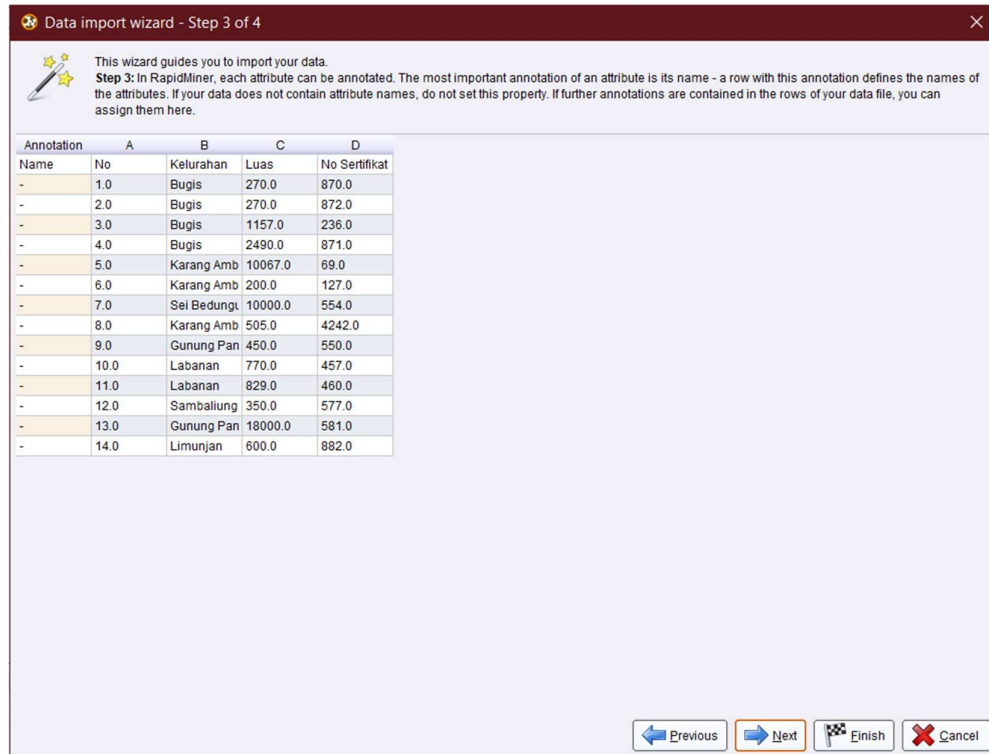 Data import wizard - Step 3 of 4
This wizard guides you to import your data.
Step 3: In RapidMiner, each attribute can be annotated. The most important annotation of an attribute is its name - a row with this annotation defines the names of
the attributes. If your data does not contain attribute names, do not set this property. If further annotations are contained in the rows of your data file, you can
assign them here.
Annotation A B C D
Name No Kelurahan Luas No Sertifikat
- 1.0 Bugis 270.0 870.0
- 2.0 Bugis 270.0 872.0
- 3.0 Bugis 1157.0 236.0
- 4.0 Bugis 2490.0 871.0
- 5.0 Karang Amb 10067.0 69.0
- 6.0 Karang Amb 200.0 127.0
- 7.0 Sei Bedungu 10000.0 554.0
- 8.0 Karang Amb 505.0 4242.0
- 9.0 Gunung Pan 450.0 550.0
- 10.0 Labanan 770.0 457.0
- 11.0 Labanan 829.0 460.0
- 12.0 Sambaliung 350.0 577.0
- 13.0 Gunung Pan 18000.0 581.0
- 14.0 Limunjan 600.0 882.0
Previous Next Finish Cancel